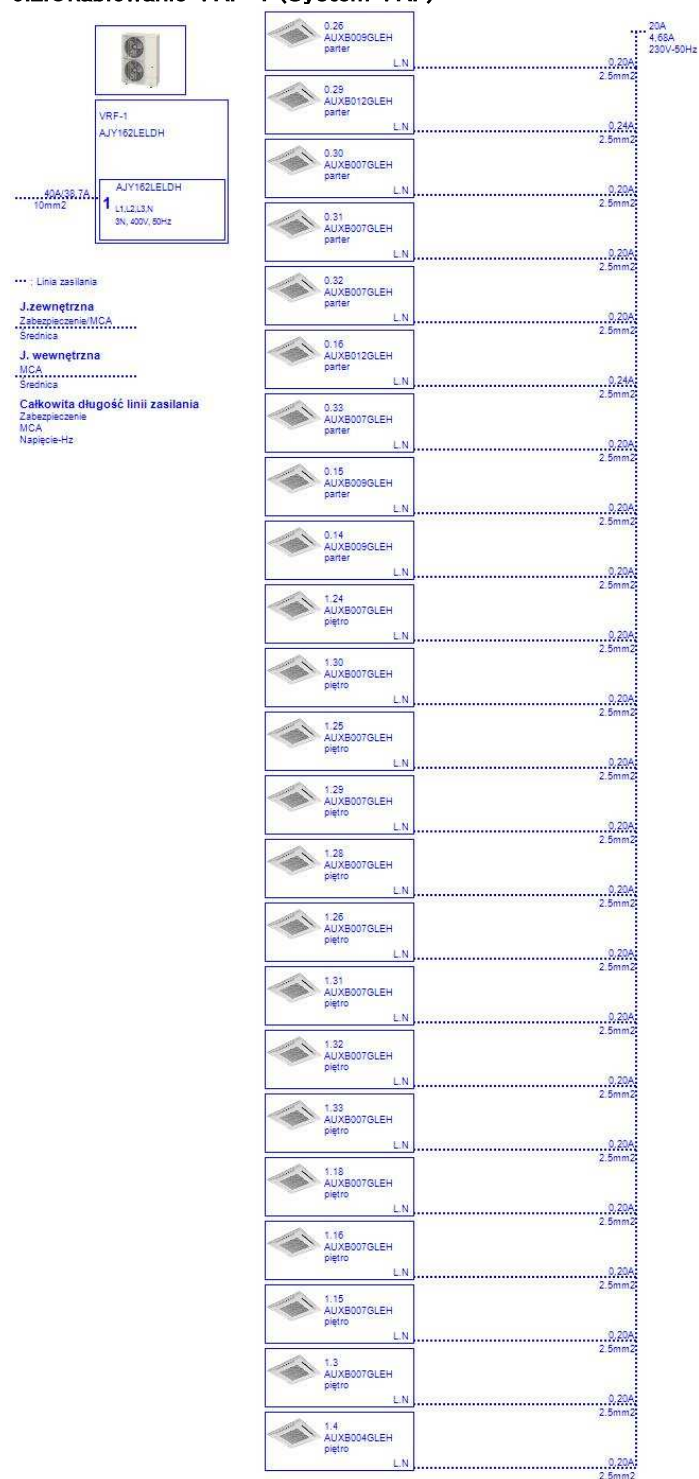 VRF-1
AJY162LELDH
AJY162LELDH
1
L1,L2,L3,N
3N, 400V, 50Hz
40A/38,7A
10mm2
: Linia zasilania
J.zewnętrzna
Zabezpieczenie/MCA
Średnica
J. wewnętrzna
MCA
Średnica
Całkowita długość linii zasilania
Zabezpieczenie
MCA
Napięcie-Hz
20A
4,68A
230V-50Hz
0.26
AUXB009GLEH
parter
L.N
0,20A
2.5mm2
0.29
AUXB012GLEH
parter
L.N
0,24A
2.5mm2
0.30
AUXB007GLEH
parter
L.N
0,20A
2.5mm2
0.31
AUXB007GLEH
parter
L.N
0,20A
2.5mm2
0.32
AUXB007GLEH
parter
L.N
0,20A
2.5mm2
0.16
AUXB012GLEH
parter
L.N
0,24A
2.5mm2
0.33
AUXB007GLEH
parter
L.N
0,20A
2.5mm2
0.15
AUXB009GLEH
parter
L.N
0,20A
2.5mm2
0.14
AUXB009GLEH
parter
L.N
0,20A
2.5mm2
1.24
AUXB007GLEH
piętro
L.N
0,20A
2.5mm2
1.30
AUXB007GLEH
piętro
L.N
0,20A
2.5mm2
1.25
AUXB007GLEH
piętro
L.N
0,20A
2.5mm2
1.29
AUXB007GLEH
piętro
L.N
0,20A
2.5mm2
1.28
AUXB007GLEH
piętro
L.N
0,20A
2.5mm2
1.26
AUXB007GLEH
piętro
L.N
0,20A
2.5mm2
1.31
AUXB007GLEH
piętro
L.N
0,20A
2.5mm2
1.32
AUXB007GLEH
piętro
L.N
0,20A
2.5mm2
1.33
AUXB007GLEH
piętro
L.N
0,20A
2.5mm2
1.18
AUXB007GLEH
piętro
L.N
0,20A
2.5mm2
1.16
AUXB007GLEH
piętro
L.N
0,20A
2.5mm2
1.15
AUXB007GLEH
piętro
L.N
0,20A
2.5mm2
1.3
AUXB007GLEH
piętro
L.N
0,20A
2.5mm2
1.4
AUXB004GLEH
piętro
L.N
0,20A
2.5mm2